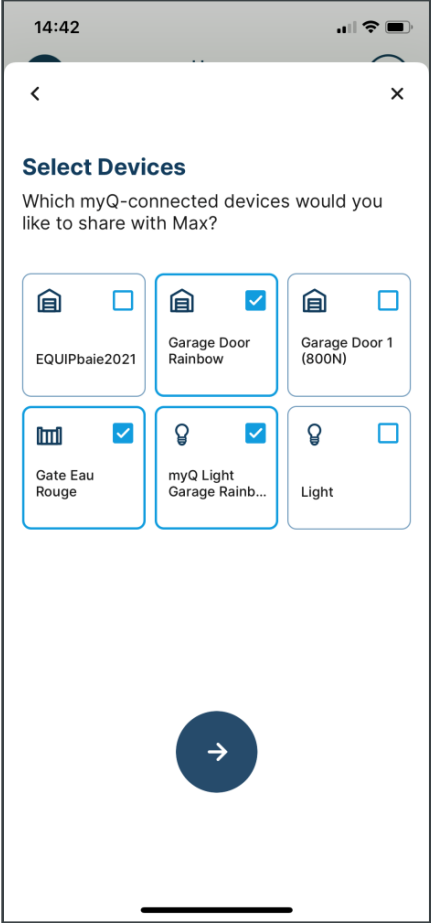 14:42
Select Devices
Which myQ-connected devices would you
like to share with Max?
EQUIPbaie2021
Garage Door
Rainbow
Garage Door 1
(800N)
Gate Eau
Rouge
myQ Light
Garage Rainb...
Light